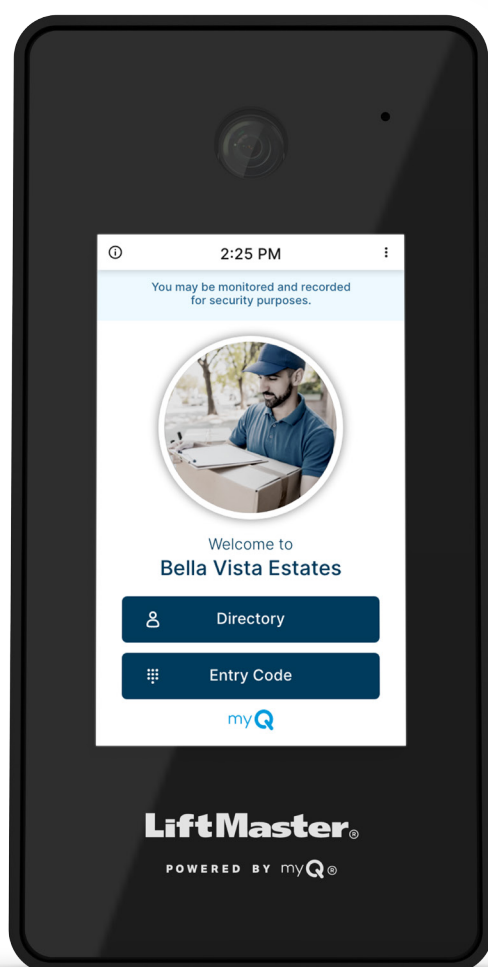 2:25 PM
You may be monitored and recorded
for security purposes.
Welcome to
Bella Vista Estates
Directory
Entry Code
myQ
LiftMaster®
POWERED BY myQ®